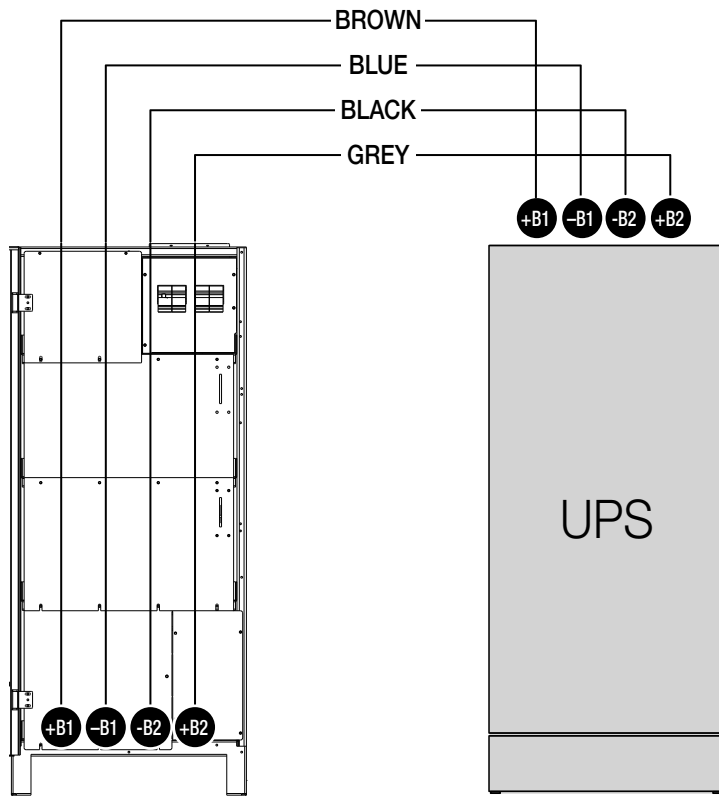 BROWN
BLUE
BLACK
GREY
+B1 –B1 -B2 +B2
UPS
+B1 –B1 -B2 +B2